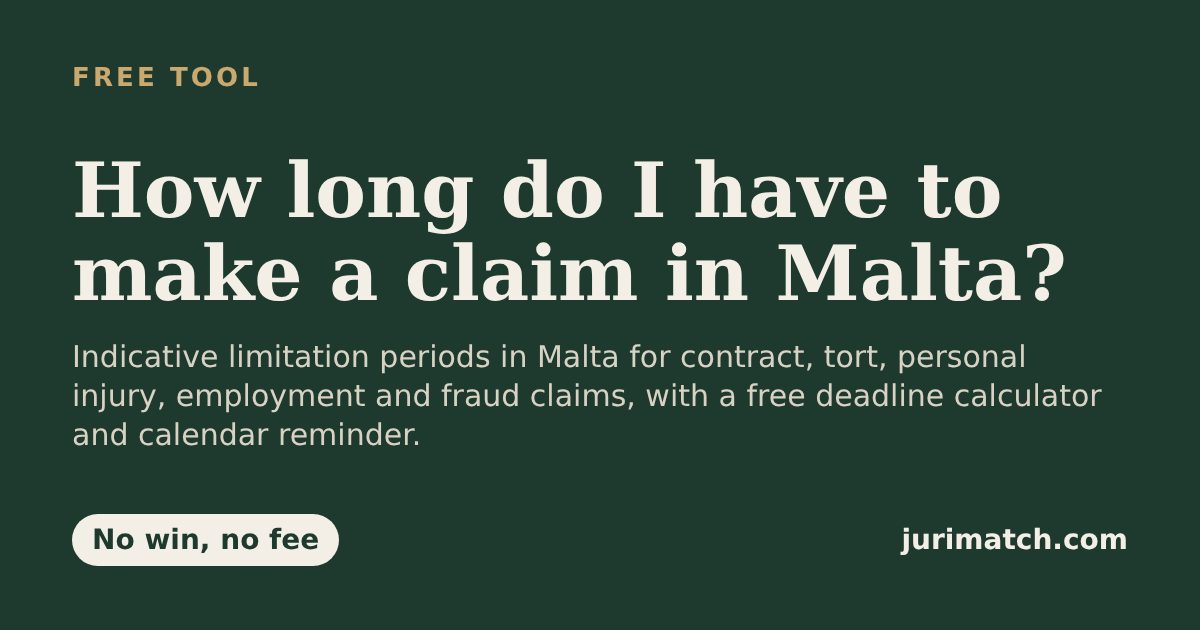 FREE TOOL
How long do I have to
make a claim in Malta?
Indicative limitation periods in Malta for contract, tort, personal
injury, employment and fraud claims, with a free deadline calculator
and calendar reminder.
No win, no fee
jurimatch.com